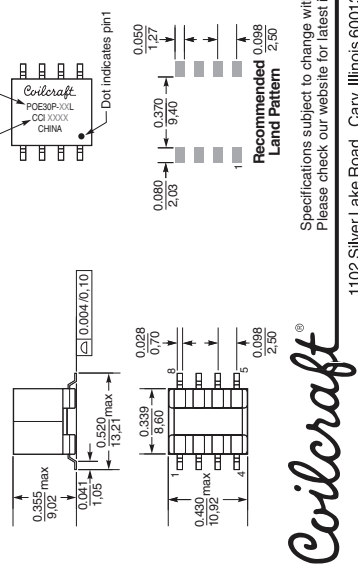 Coilcraft
POE30P-XXL
CCI XXXX
CHINA
Dot indicates pin1
0.050
1,27
0.098
2,50
0.370
9,40
0.080
2,03
1
Recommended
Land Pattern
0.355 max
9,02
0.004/0,10
0.041
1,05
0.520 max
13,21
0.028
0,70
0.339
8,60
1
8
4
5
0.430 max
10,92
0.098
2,50
Specifications subject to change
Please check our website for latest
Coilcraft®
1102 Silver Lake Road Cary, Illinois